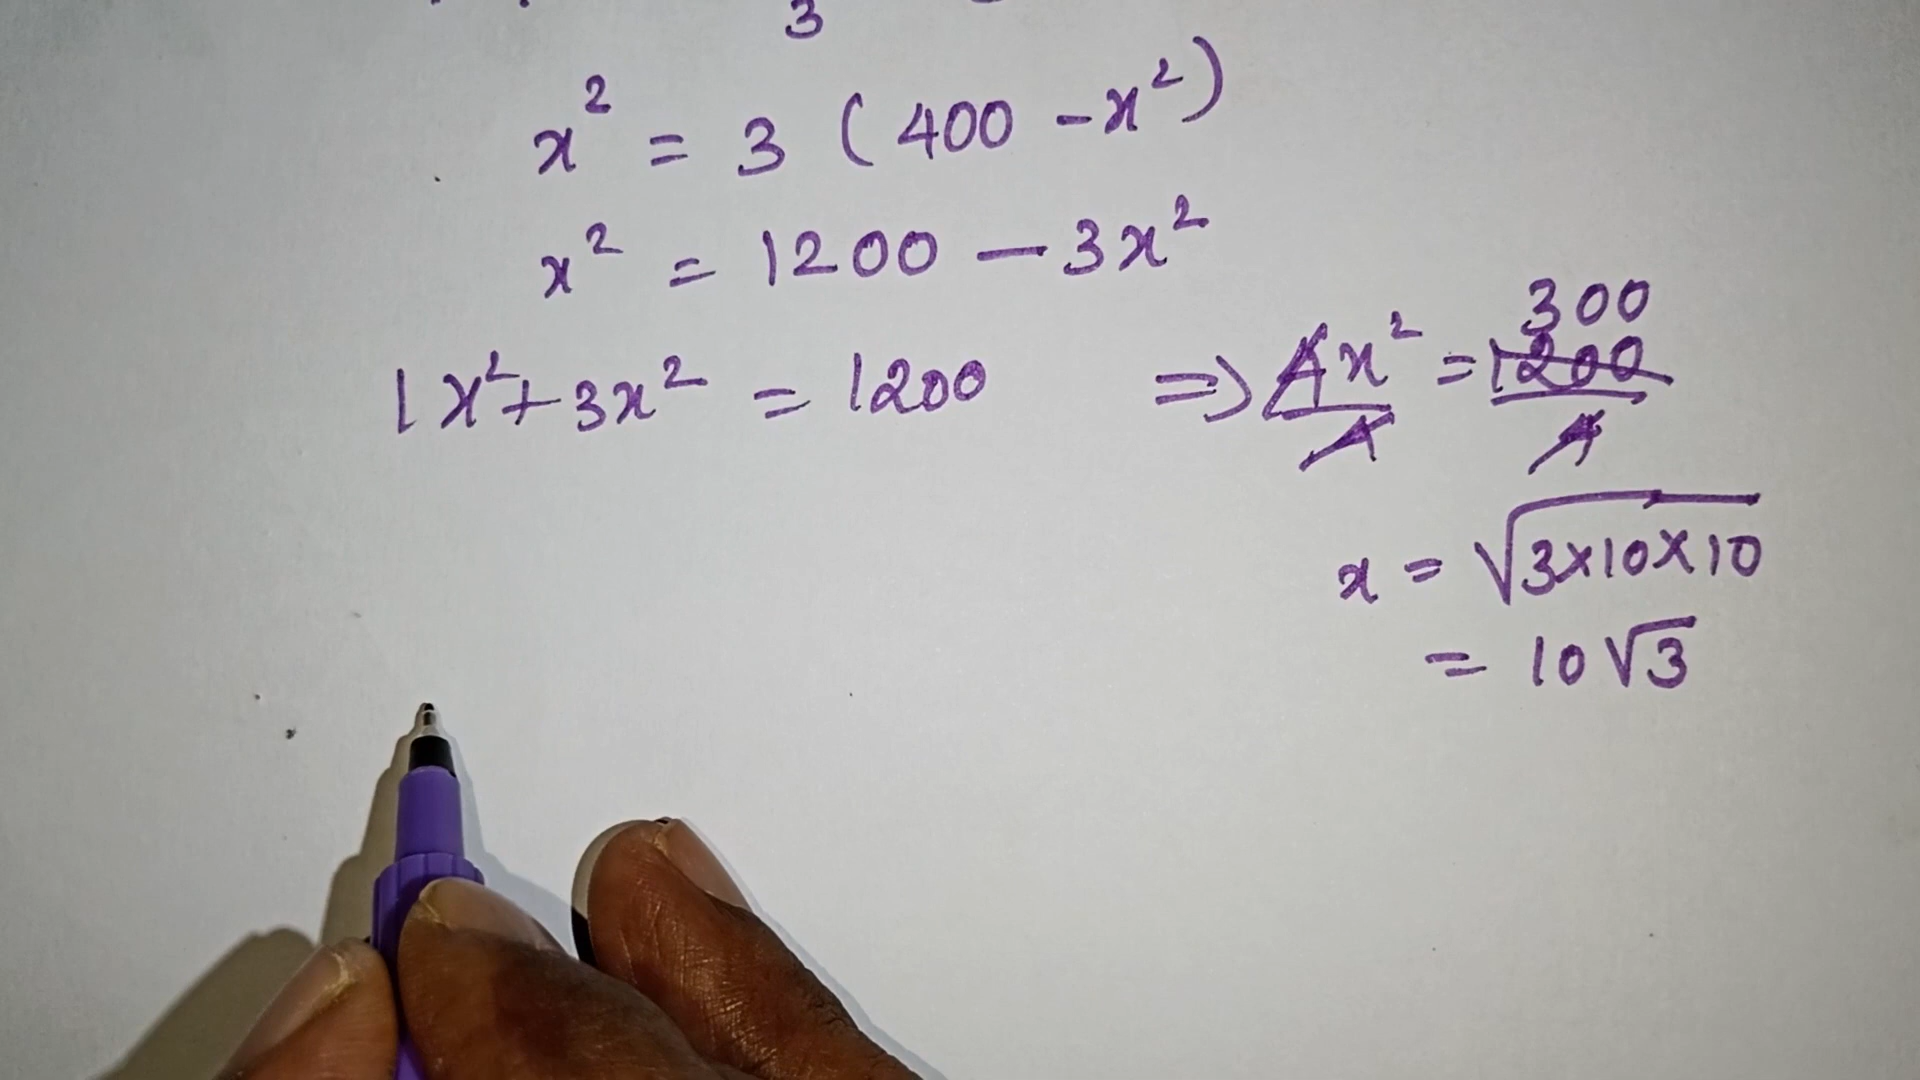 3
x² = 3 (400 - x²)
x² = 1200 - 3x²
1x² + 3x² = 1200 ⇒ 4x²/4 = 1200/4 300
x = √3×10×10
= 10√3